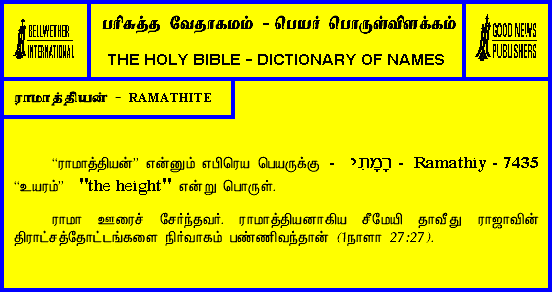 BELLWETHER
INTERNATIONAL
பரிசுத்த வேதாகமம் - பெயர் பொருள்விளக்கம்
THE HOLY BIBLE - DICTIONARY OF NAMES
GOOD NEWS
PUBLISHERS
ராமாத்தியன் - RAMATHITE
“ராமாத்தியன்” என்னும் எபிரெய பெயருக்கு - רָמָתִי - Ramathiy - 7435
“உயரம்” "the height" என்று பொருள்.
ராமா ஊரைச் சேர்ந்தவர். ராமாத்தியனாகிய சீமேயி தாவீது ராஜாவின்
திராட்சத்தோட்டங்களை நிர்வாகம் பண்ணிவந்தான் (1நாளா 27:27).